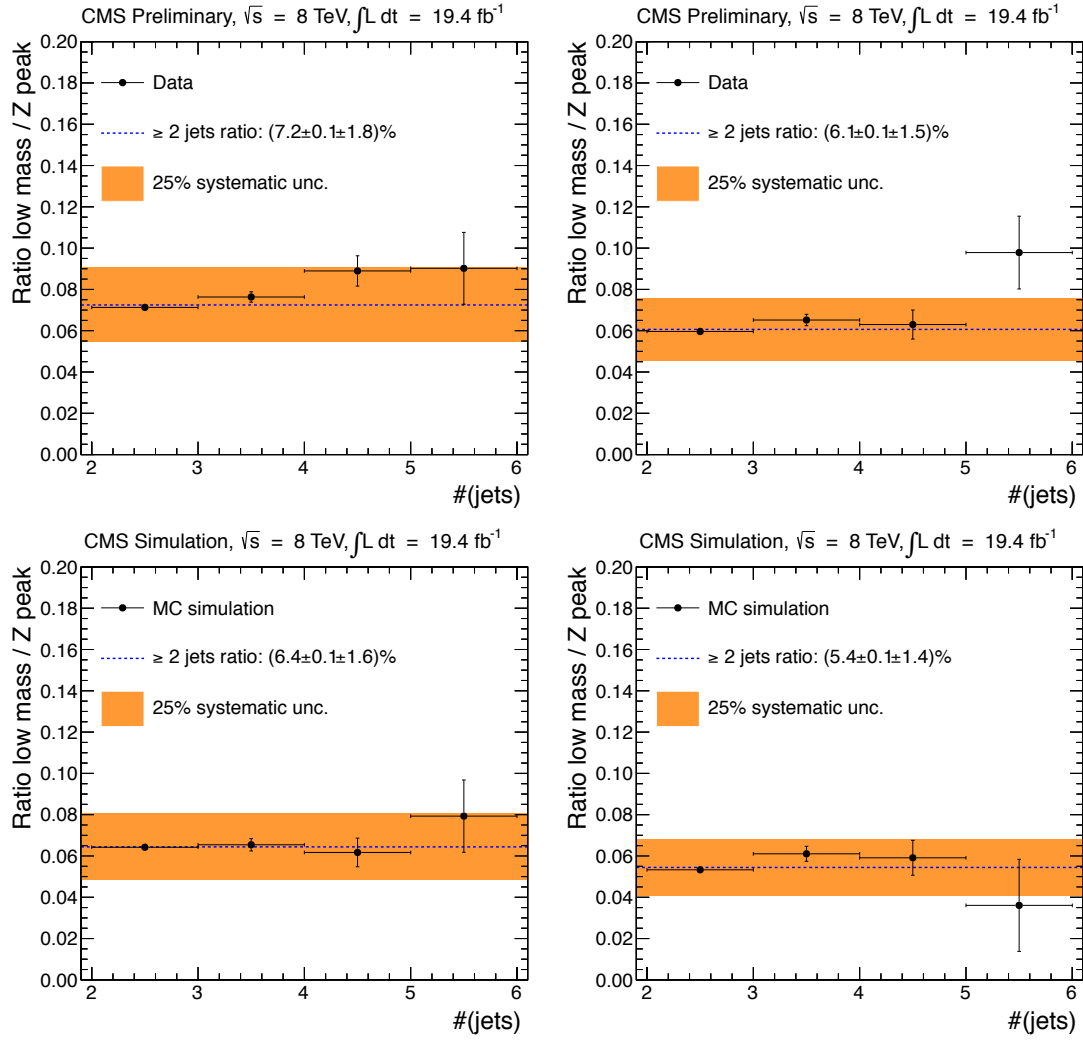 CMS Preliminary, √s = 8 TeV, ∫L dt = 19.4 fb⁻¹
Ratio low mass / Z peak
0.20
0.18
0.16
0.14
0.12
0.10
0.08
0.06
0.04
0.02
0.00
Data
≥ 2 jets ratio: (7.2±0.1±1.8)%
25% systematic unc.
2 3 4 5 6
#(jets)
CMS Preliminary, √s = 8 TeV, ∫L dt = 19.4 fb⁻¹
Ratio low mass / Z peak
0.20
0.18
0.16
0.14
0.12
0.10
0.08
0.06
0.04
0.02
0.00
Data
≥ 2 jets ratio: (6.1±0.1±1.5)%
25% systematic unc.
2 3 4 5 6
#(jets)
CMS Simulation, √s = 8 TeV, ∫L dt = 19.4 fb⁻¹
Ratio low mass / Z peak
0.20
0.18
0.16
0.14
0.12
0.10
0.08
0.06
0.04
0.02
0.00
MC simulation
≥ 2 jets ratio: (6.4±0.1±1.6)%
25% systematic unc.
2 3 4 5 6
#(jets)
CMS Simulation, √s = 8 TeV, ∫L dt = 19.4 fb⁻¹
Ratio low mass / Z peak
0.20
0.18
0.16
0.14
0.12
0.10
0.08
0.06
0.04
0.02
0.00
MC simulation
≥ 2 jets ratio: (5.4±0.1±1.4)%
25% systematic unc.
2 3 4 5 6
#(jets)